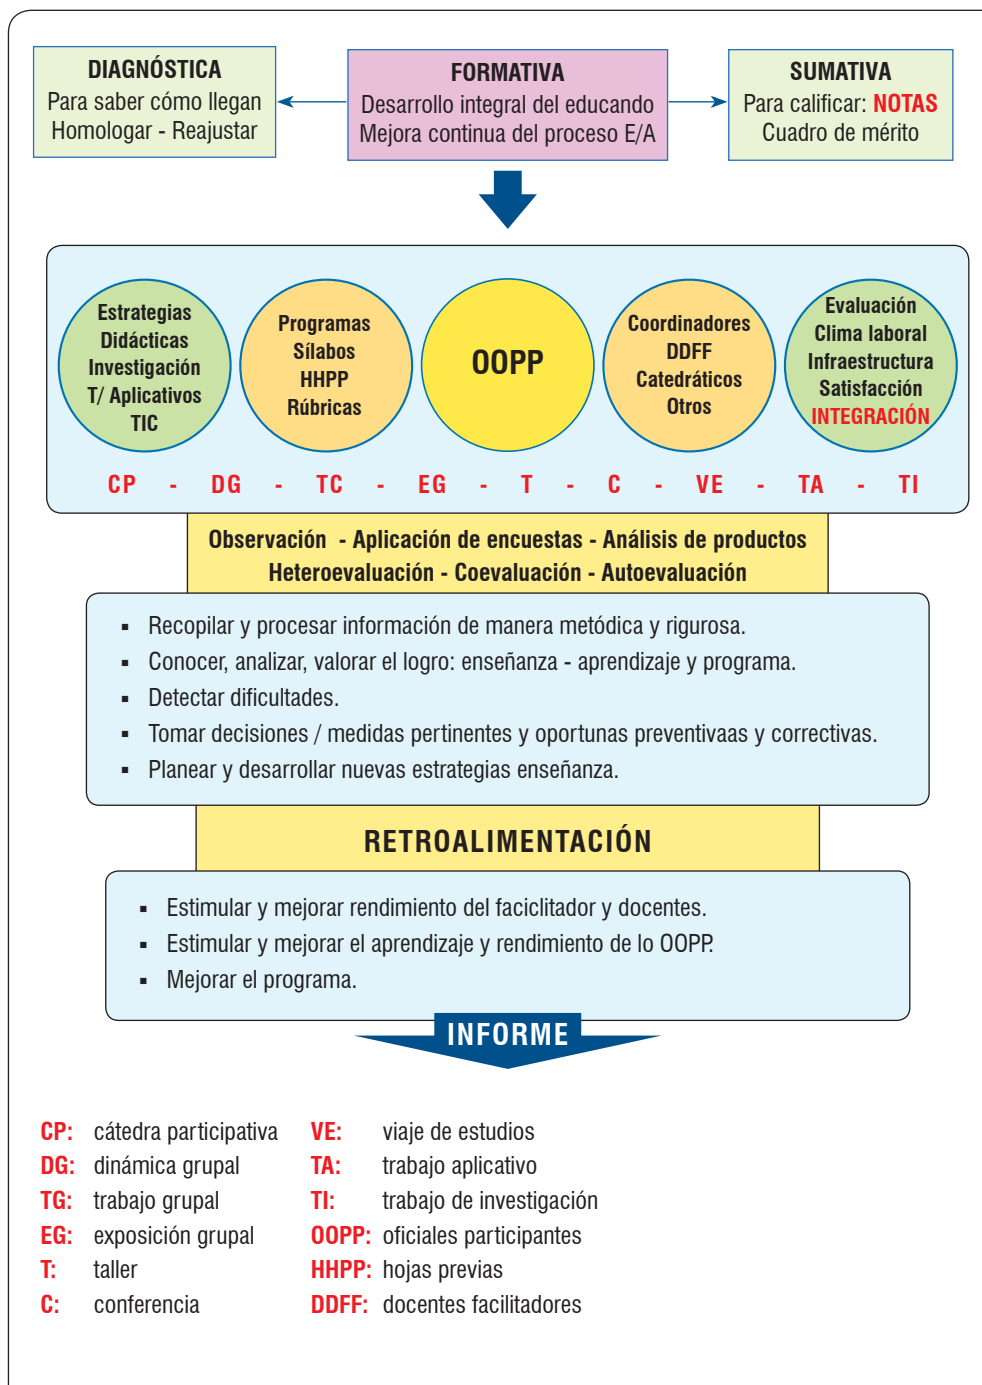 DIAGNÓSTICA
Para saber cómo llegan
Homologar - Reajustar
FORMATIVA
Desarrollo integral del educando
Mejora continua del proceso E/A
SUMATIVA
Para calificar: NOTAS
Cuadro de mérito
Estrategias
Didácticas
Investigación
T/ Aplicativos
TIC
Programas
Sílabos
HHPP
Rúbricas
OOPP
Coordinadores
DDFF
Catedráticos
Otros
Evaluación
Clima laboral
Infraestructura
Satisfacción
INTEGRACIÓN
CP - DG - TC - EG - T - C - VE - TA - TI
Observación - Aplicación de encuestas - Análisis de productos
Heteroevaluación - Coevaluación - Autoevaluación
▪ Recopilar y procesar información de manera metódica y rigurosa.
▪ Conocer, analizar, valorar el logro: enseñanza - aprendizaje y programa.
▪ Detectar dificultades.
▪ Tomar decisiones / medidas pertinentes y oportunas preventivaas y correctivas.
▪ Planear y desarrollar nuevas estrategias enseñanza.
RETROALIMENTACIÓN
▪ Estimular y mejorar rendimiento del faciclitador y docentes.
▪ Estimular y mejorar el aprendizaje y rendimiento de lo OOPP.
▪ Mejorar el programa.
INFORME
CP: cátedra participativa
DG: dinámica grupal
TG: trabajo grupal
EG: exposición grupal
T: taller
C: conferencia
VE: viaje de estudios
TA: trabajo aplicativo
TI: trabajo de investigación
OOPP: oficiales participantes
HHPP: hojas previas
DDFF: docentes facilitadores